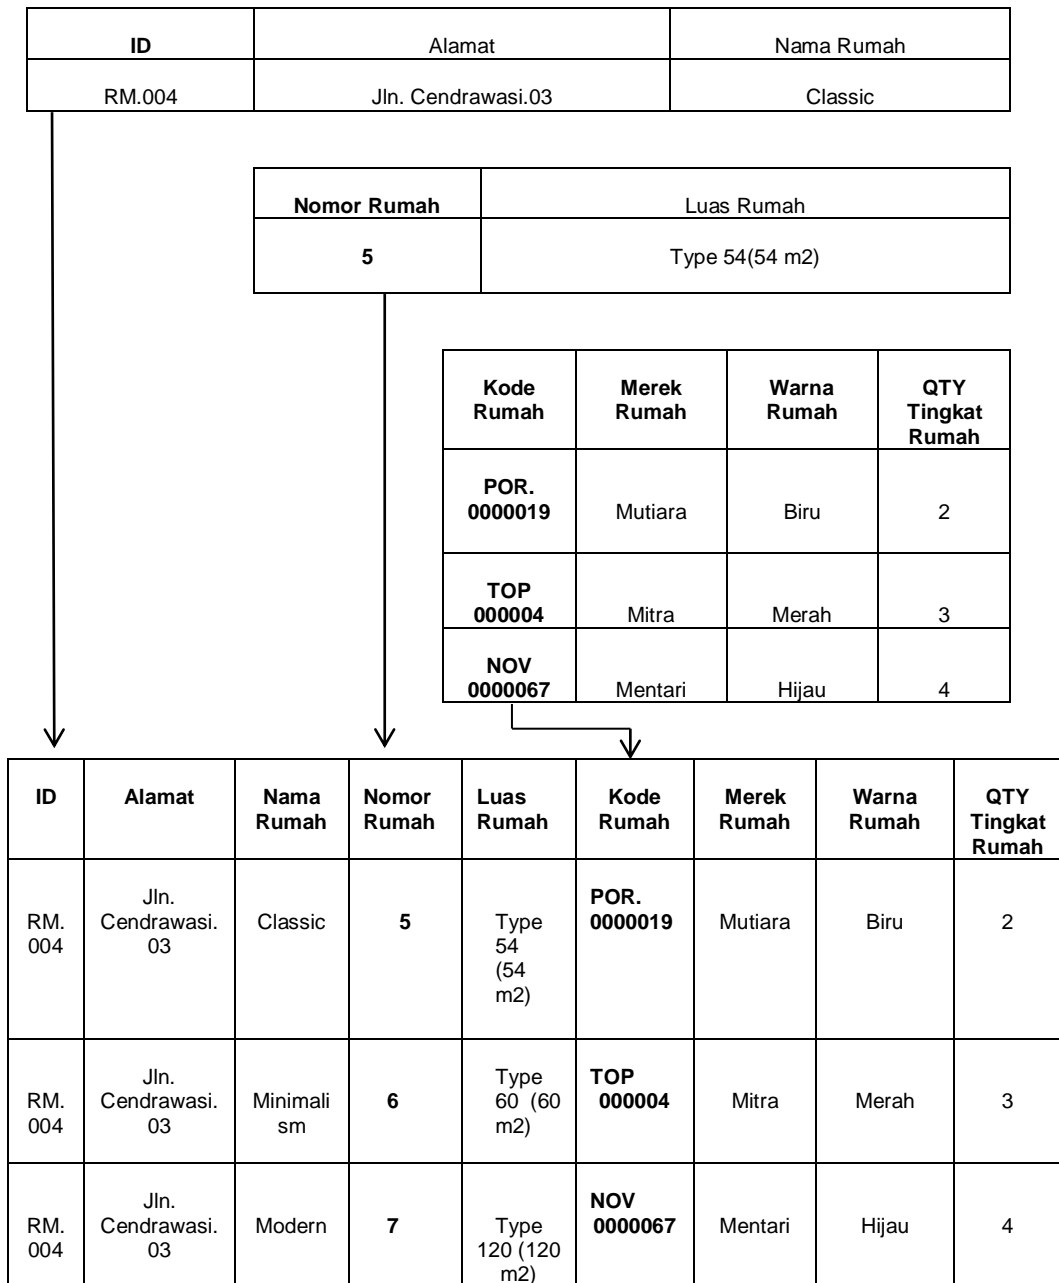 ID Alamat Nama Rumah
RM.004 Jln. Cendrawasi.03 Classic
Nomor Rumah Luas Rumah
5 Type 54(54 m2)
Kode Merek Warna QTY
Rumah Rumah Rumah Tingkat
Rumah
POR.
0000019 Mutiara Biru 2
TOP
000004 Mitra Merah 3
NOV
0000067 Mentari Hijau 4
ID Alamat Nama Nomor Luas Kode Merek Warna QTY
Rumah Rumah Rumah Rumah Rumah Rumah Tingkat
Rumah
Jln. POR.
RM. Cendrawasi. Classic 5 Type 0000019 Mutiara Biru 2
004 03 54
(54
m2)
Jln. Type TOP
RM. Cendrawasi. Minimali 6 60 (60 000004 Mitra Merah 3
004 03 sm m2)
Jln. NOV
RM. Cendrawasi. Modern 7 Type 0000067 Mentari Hijau 4
004 03 120 (120
m2)